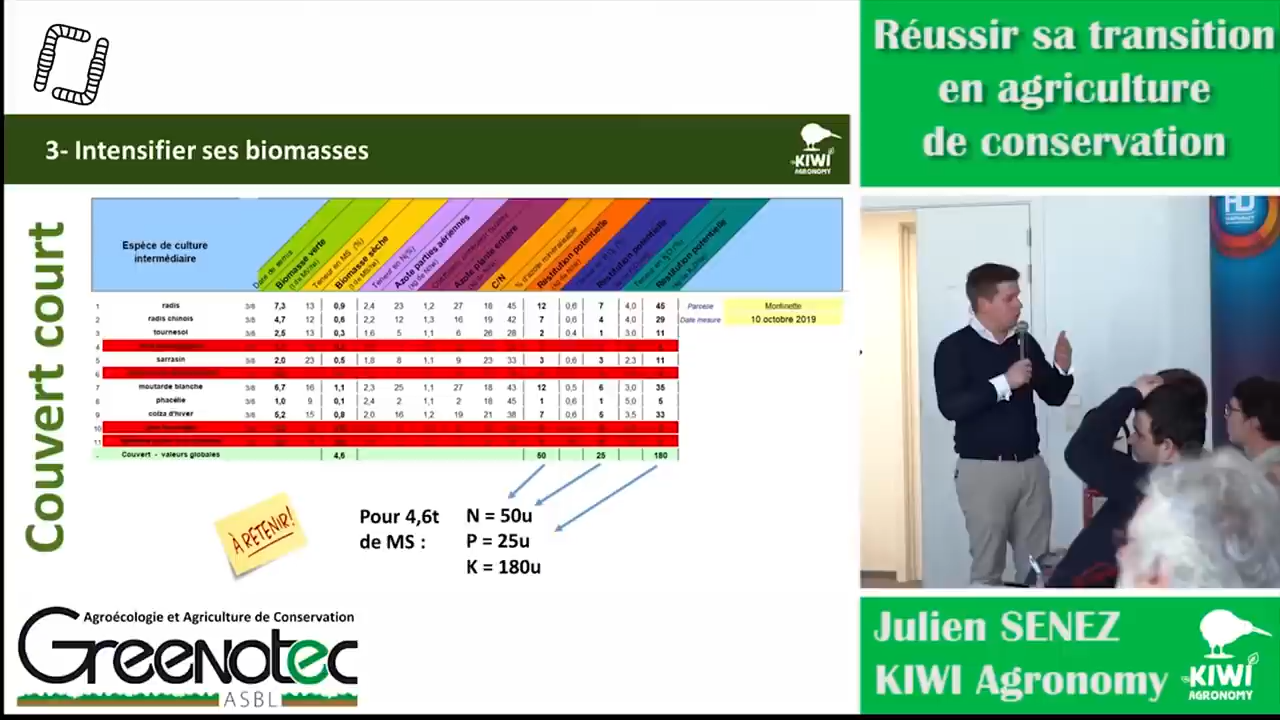 Réussir sa transition
en agriculture
de conservation
3- Intensifier ses biomasses
KIWI
AGRONOMY
Couvert court
Espèce de culture
intermédiaire
Biomasse verte
Teneur en MS (%)
Biomasse sèche
Teneur en N(%)
Azote parties aériennes
Azote plante entière
C/N
Restitution potentielle
Restitution potentielle
1 radis 3/8 7,3 13 0,9 2,4 23 1,2 27 18 45 12 0,6 7 4,0 45 Parcelle
2 radis chinois 3/8 4,7 12 0,6 2,2 12 1,3 16 19 42 7 0,6 4 4,0 29 Date mesure 10 octobre 2019
3 tournesol 3/8 2,5 13 0,3 1,6 5 1,1 6 26 28 2 0,4 1 3,0 11
4
5 sarrasin 3/8 2,0 23 0,5 1,8 8 1,1 9 23 33 3 0,6 3 2,3 11
6
7 moutarde blanche 3/8 6,7 16 1,1 2,3 25 1,1 27 18 43 12 0,5 6 3,0 35
8 phacélie 3/8 1,0 9 0,1 2,4 2 1,1 2 18 45 1 0,6 1 5,0 5
9 colza d'hiver 3/8 5,2 15 0,8 2,0 16 1,2 19 21 38 7 0,6 5 3,5 33
10
11
Couvert - valeurs globales 4,6 50 25 180
À RETENIR!
Pour 4,6t
de MS :
N = 50u
P = 25u
K = 180u
Agroécologie et Agriculture de Conservation
GREENOTEC
ASBL
Julien SENEZ
KIWI Agronomy
KIWI
AGRONOMY